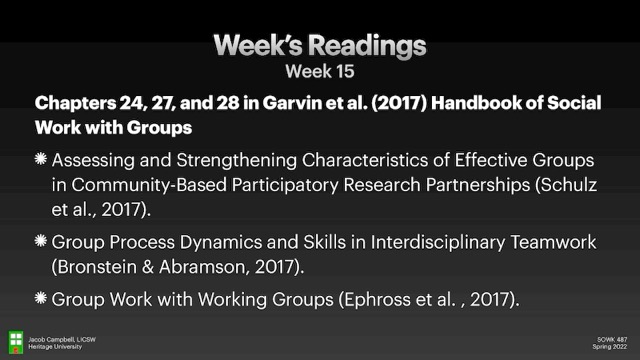 Week's Readings
Week 15
Chapters 24, 27, and 28 in Garvin et al. (2017) Handbook of Social
Work with Groups
Assessing and Strengthening Characteristics of Effective Groups
in Community-Based Participatory Research Partnerships (Schulz
et al., 2017).
Group Process Dynamics and Skills in Interdisciplinary Teamwork
(Bronstein & Abramson, 2017).
Group Work with Working Groups (Ephross et al. , 2017).
Jacob Campbell, LICSW
Heritage University
SOWK 487
Spring 2022